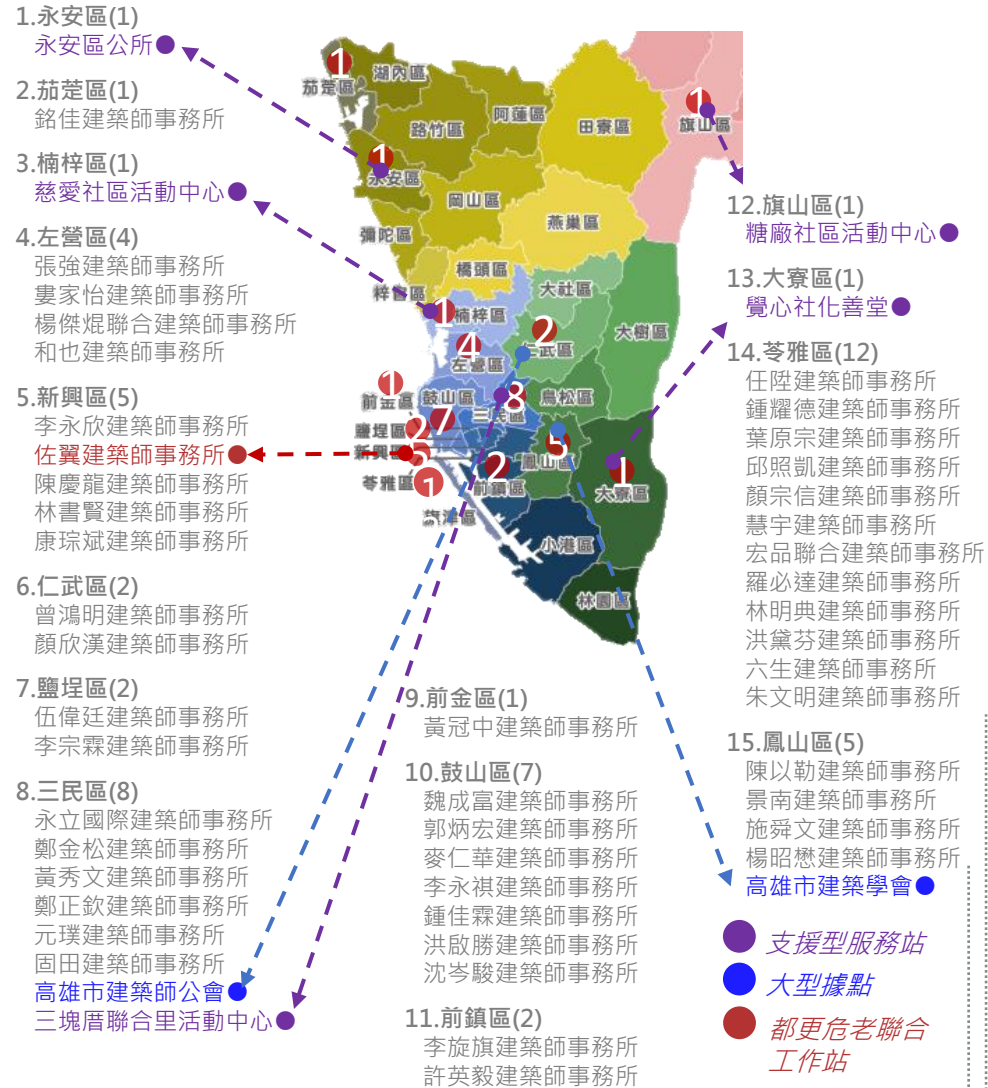 1.永安區(1)
永安區公所
2.茄萣區(1)
銘佳建築師事務所
3.楠梓區(1)
慈愛社區活動中心
4.左營區(4)
張強建築師事務所
婁家怡建築師事務所
楊傑焜聯合建築師事務所
和也建築師事務所
5.新興區(5)
李永欣建築師事務所
佐翼建築師事務所
陳慶龍建築師事務所
林書賢建築師事務所
康琮斌建築師事務所
6.仁武區(2)
曾鴻明建築師事務所
顏欣漢建築師事務所
7.鹽埕區(2)
伍偉廷建築師事務所
李宗霖建築師事務所
8.三民區(8)
永立國際建築師事務所
鄭金松建築師事務所
黃秀文建築師事務所
鄭正欽建築師事務所
元璞建築師事務所
固田建築師事務所
高雄市建築師公會
三塊厝聯合里活動中心
1
茄萣區
湖內區
路竹區
阿蓮區
田寮區
1
旗山區
1
永安區
岡山區
燕巢區
彌陀區
橋頭區
梓官區
大社區
1
楠梓區
大樹區
2
仁武區
4
左營區
1
前金區
鼓山區
7
三民區
8
鳥松區
鹽埕區
2
新興區
5
鳳山區
5
苓雅區
1
前鎮區
2
大寮區
1
旗津區
小港區
林園區
9.前金區(1)
黃冠中建築師事務所
10.鼓山區(7)
魏成富建築師事務所
郭炳宏建築師事務所
麥仁華建築師事務所
李永祺建築師事務所
鍾佳霖建築師事務所
洪啟勝建築師事務所
沈岑駿建築師事務所
11.前鎮區(2)
李旋旗建築師事務所
許英毅建築師事務所
12.旗山區(1)
糖廠社區活動中心
13.大寮區(1)
覺心社化善堂
14.苓雅區(12)
任陞建築師事務所
鍾耀德建築師事務所
葉原宗建築師事務所
邱照凱建築師事務所
顏宗信建築師事務所
慧宇建築師事務所
宏品聯合建築師事務所
羅必達建築師事務所
林明典建築師事務所
洪黛芬建築師事務所
六生建築師事務所
朱文明建築師事務所
15.鳳山區(5)
陳以勒建築師事務所
景南建築師事務所
施舜文建築師事務所
楊昭懋建築師事務所
高雄市建築學會
支援型服務站
大型據點
都更危老聯合
工作站